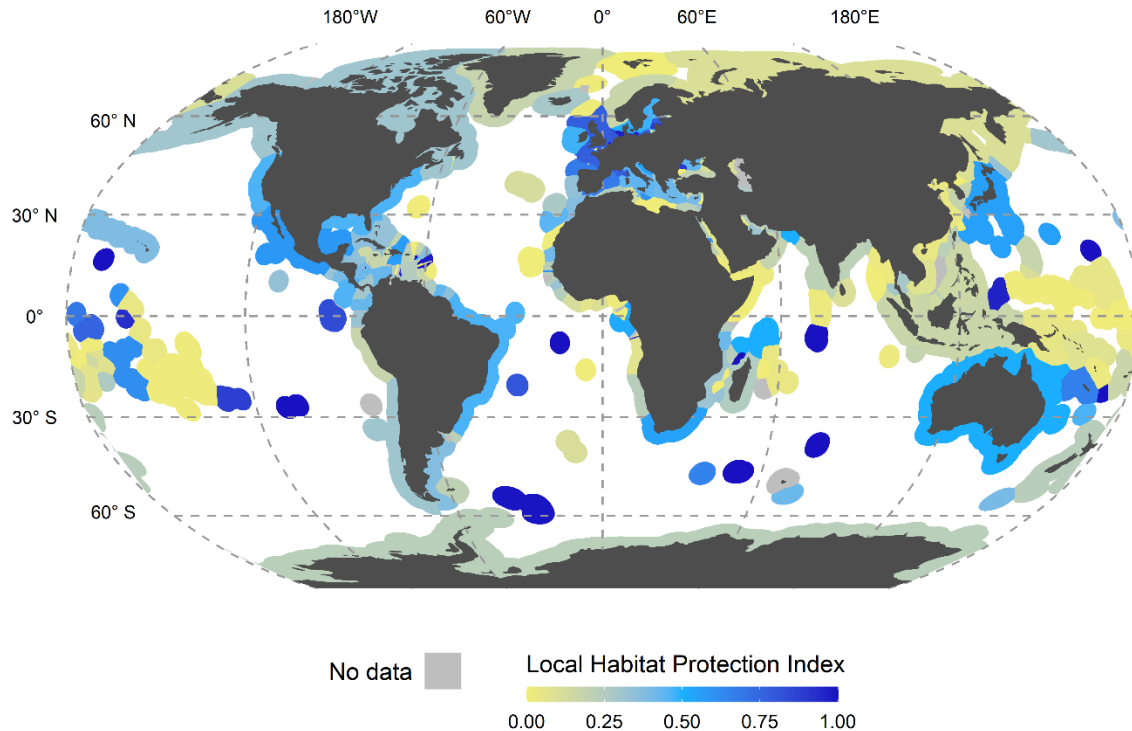 180°W 60°W 0° 60°E 180°E
60° N
30° N
0°
30° S
60° S
No data
Local Habitat Protection Index
0.00 0.25 0.50 0.75 1.00